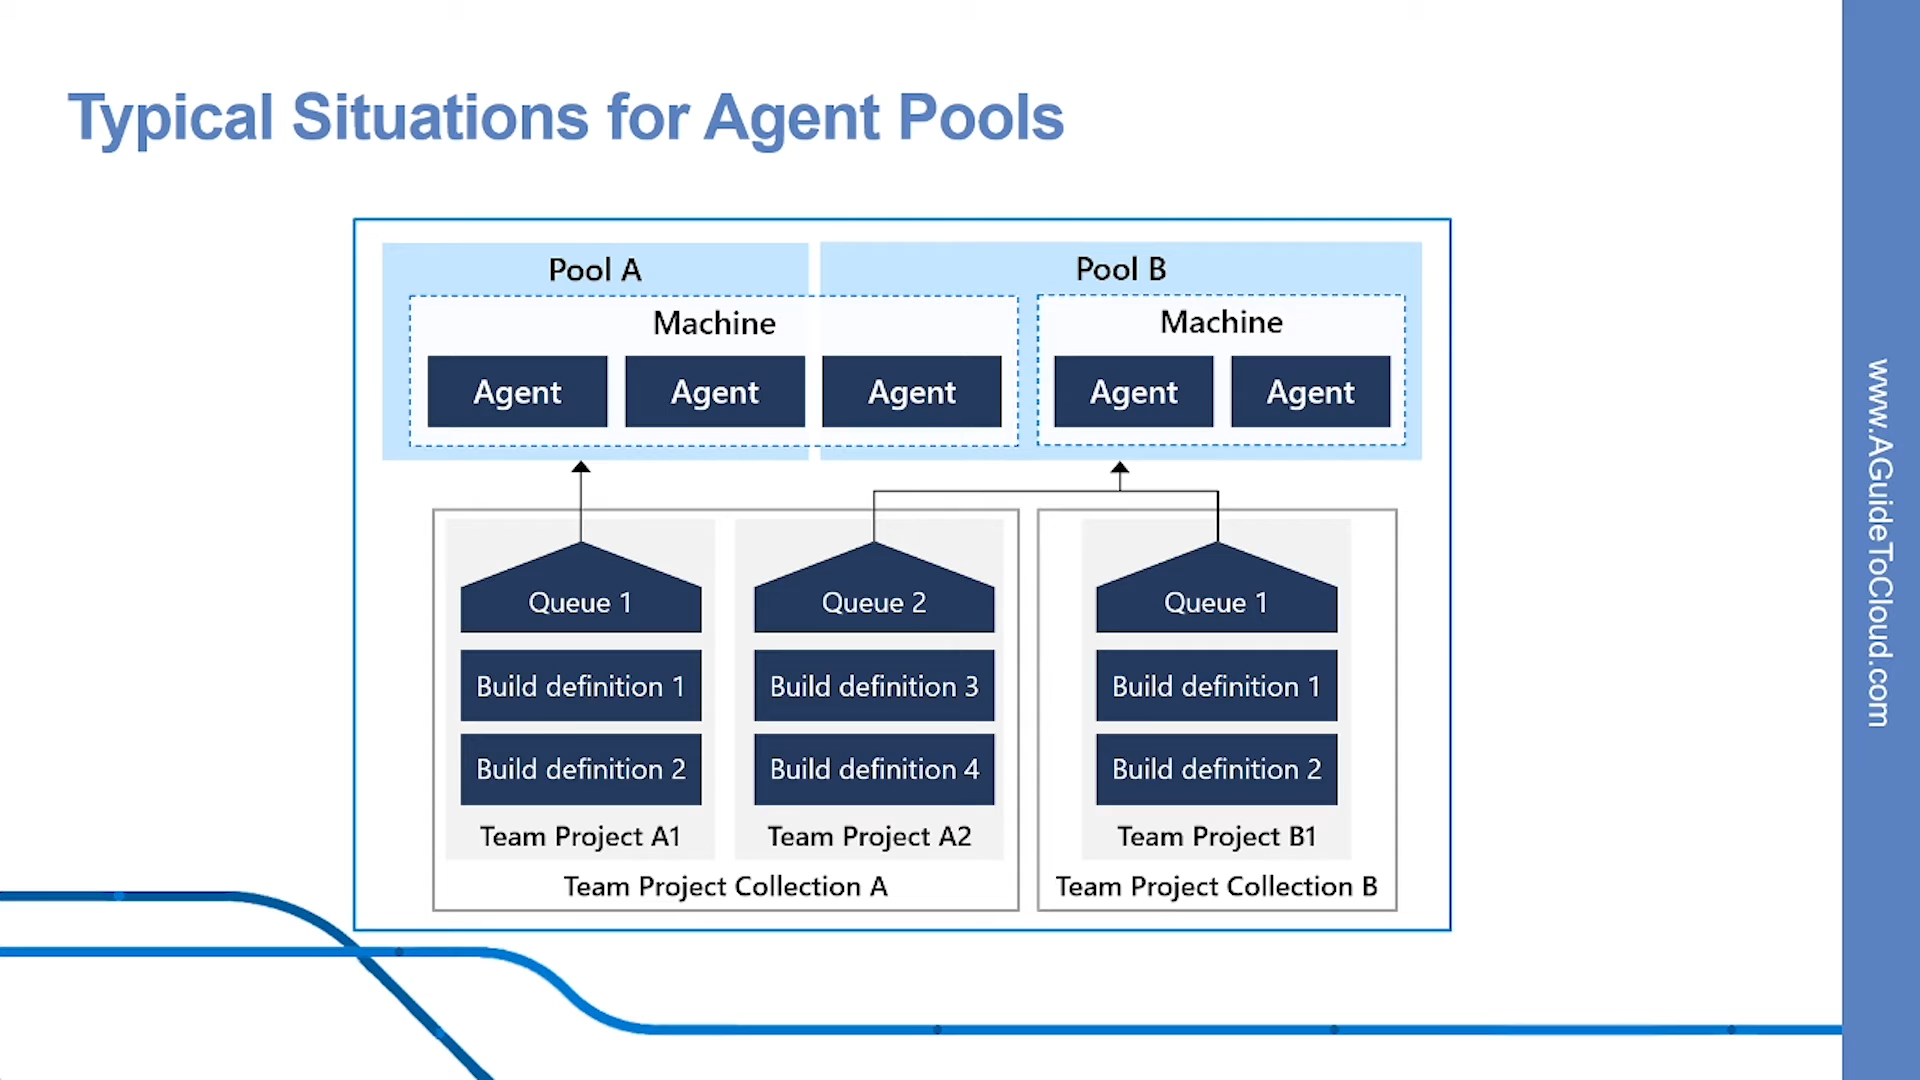 Typical Situations for Agent Pools
Pool A
Pool B
Machine
Machine
Agent
Agent
Agent
Agent
Agent
Queue 1
Build definition 1
Build definition 2
Team Project A1
Queue 2
Build definition 3
Build definition 4
Team Project A2
Team Project Collection A
Queue 1
Build definition 1
Build definition 2
Team Project B1
Team Project Collection B
www.AGuideToCloud.com